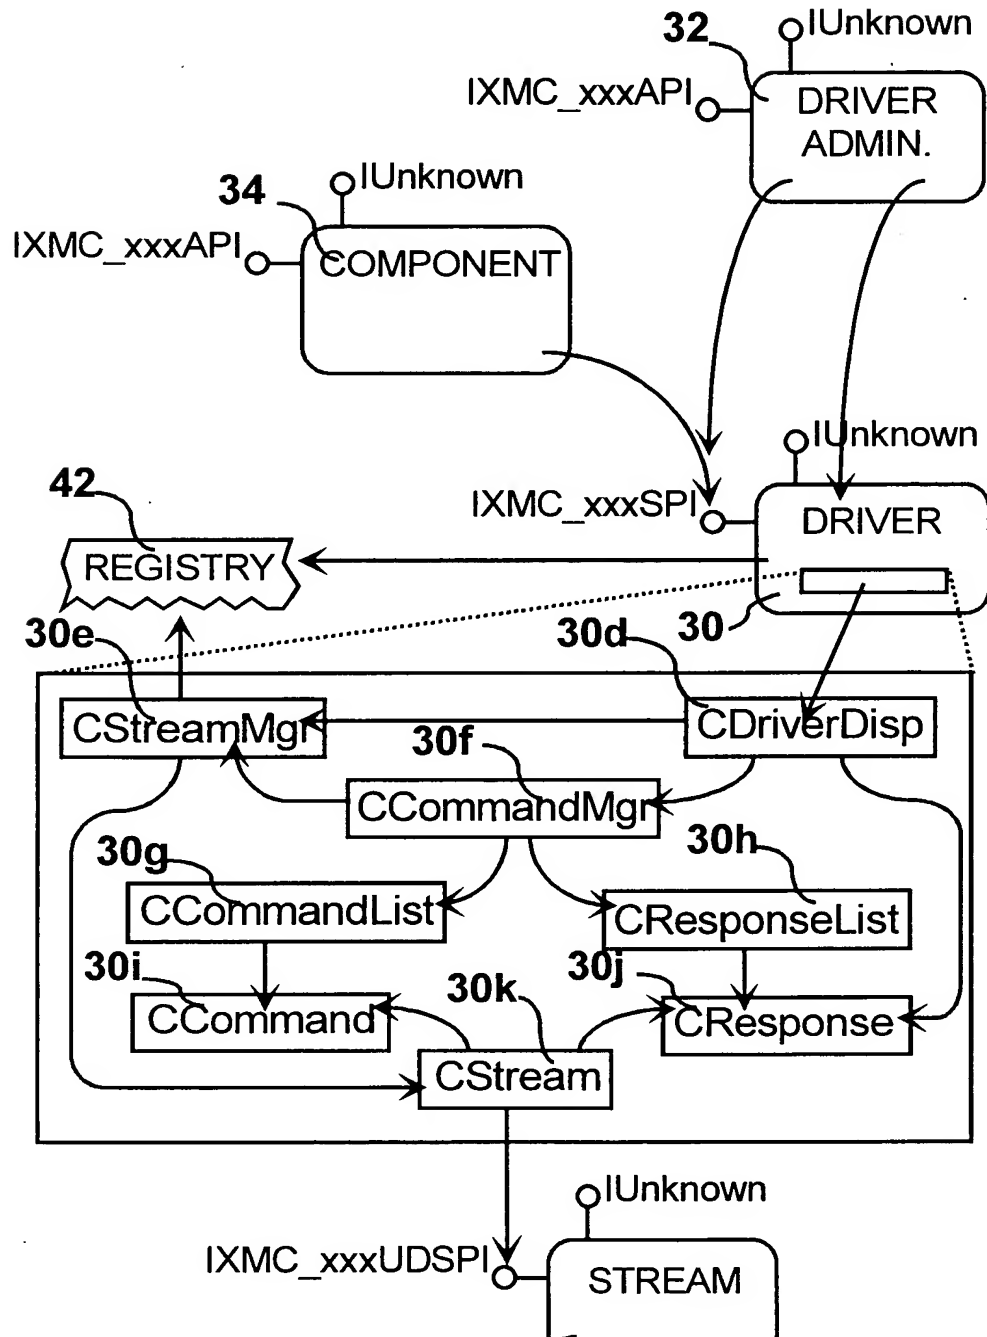 32
IUnknown
IXMC_xxxAPI
DRIVER
ADMIN.
34
IUnknown
IXMC_xxxAPI
COMPONENT
IUnknown
42
IXMC_xxxSPI
DRIVER
REGISTRY
30e
30d
30
CStreamMgr
CDriverDisp
30f
CCommandMgr
30g
30h
CCommandList
CResponseList
30i
30k
30j
CCommand
CResponse
CStream
IUnknown
IXMC_xxxUDSPI
STREAM